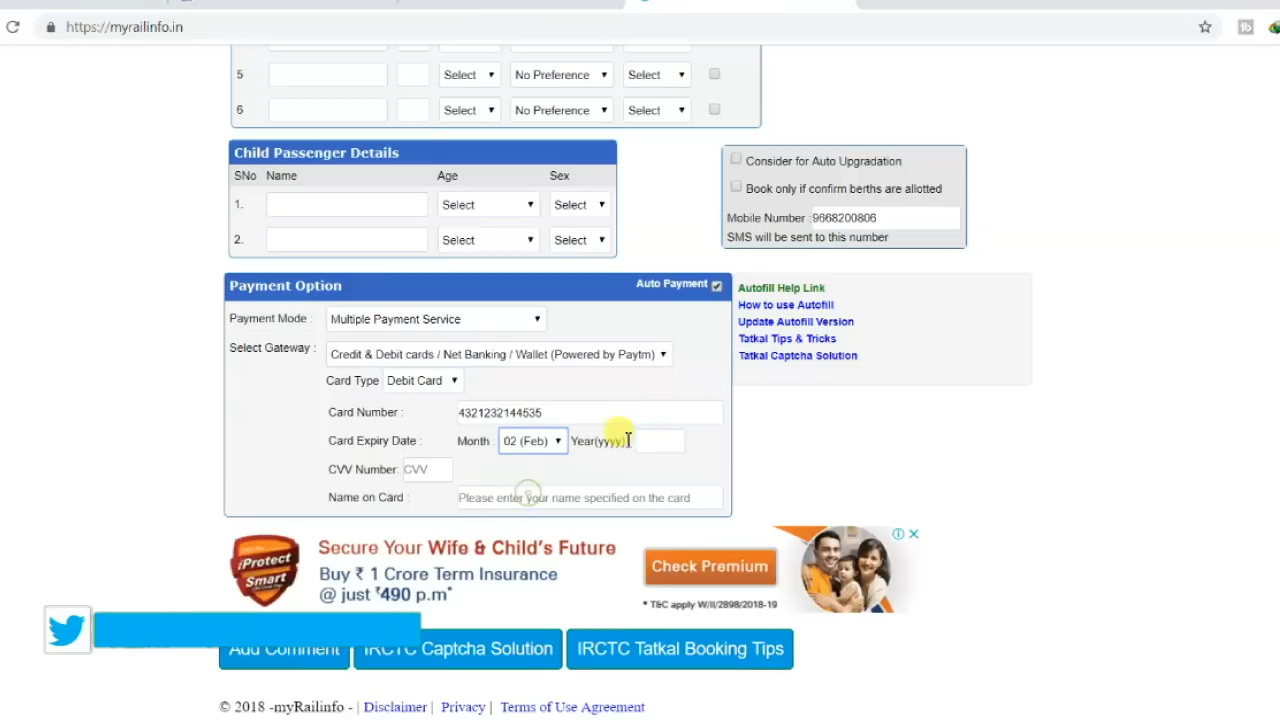 https://myrailinfo.in
5 Select No Preference Select
6 Select No Preference Select
Child Passenger Details
SNo Name Age Sex
1. Select Select
2. Select Select
Consider for Auto Upgradation
Book only if confirm berths are allotted
Mobile Number : 9668200806
SMS will be sent to this number
Payment Option Auto Payment
Payment Mode : Multiple Payment Service
Select Gateway : Credit & Debit cards / Net Banking / Wallet (Powered by Paytm)
Card Type Debit Card
Card Number : 4321232144535
Card Expiry Date : Month : 02 (Feb) Year(yyyy)
CVV Number: CVV
Name on Card : Please enter your name specified on the card
Autofill Help Link
How to use Autofill
Update Autofill Version
Tatkal Tips & Tricks
Tatkal Captcha Solution
iProtect Smart
Secure Your Wife & Child's Future
Buy ₹ 1 Crore Term Insurance
@ just ₹490 p.m*
Check Premium
* T&C apply W/II/2898/2018-19
Add Comment IRCTC Captcha Solution IRCTC Tatkal Booking Tips
© 2018 -myRailinfo - | Disclaimer | Privacy | Terms of Use Agreement